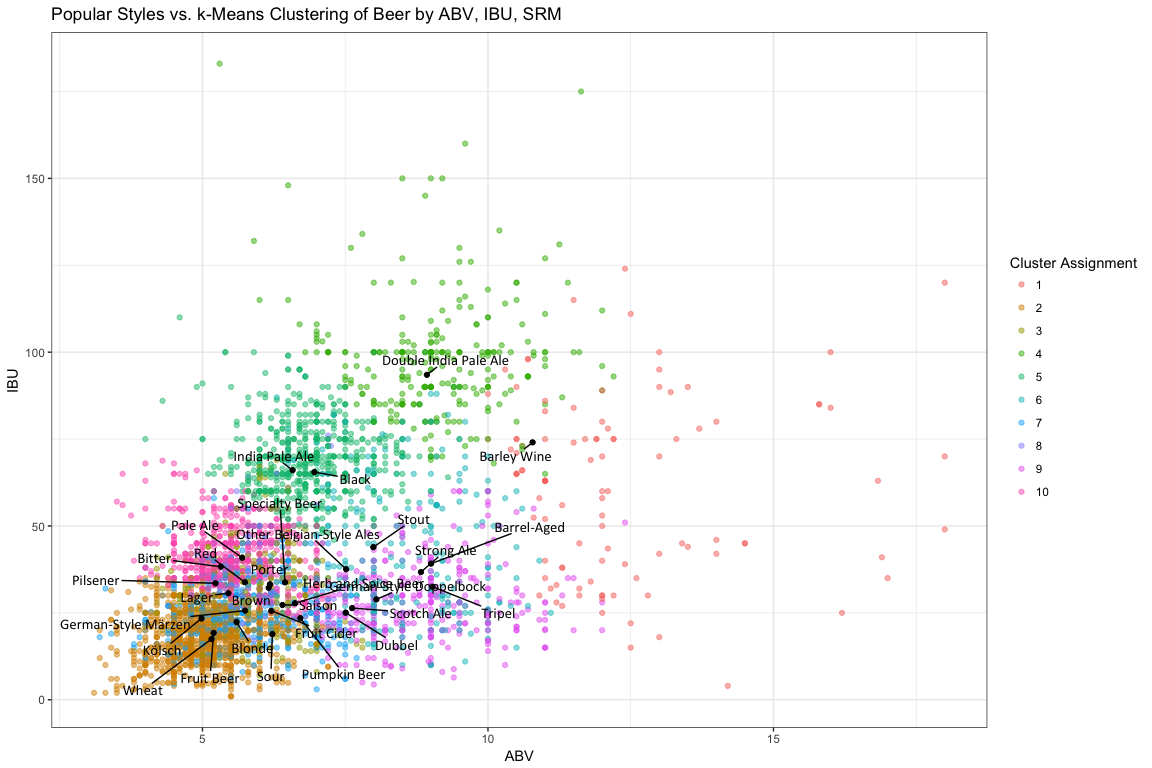 Popular Styles vs. k-Means Clustering of Beer by ABV, IBU, SRM
IBU
150
100
50
0
Double India Pale Ale
India Pale Ale
Barley Wine
Black
Specialty Beer
Pale Ale
Stout
Other Belgian-Style Ales
Barrel-Aged
Bitter
Red
Strong Ale
Porter
Pilsener
Herb and Spice Beer
German-Style Doppelbock
Lager
Brown
Saison
Scotch Ale
Tripel
German-Style Märzen
Fruit Cider
Kölsch
Blonde
Dubbel
Wheat
Fruit Beer
Sour
Pumpkin Beer
5
10
15
ABV
Cluster Assignment
1
2
3
4
5
6
7
8
9
10